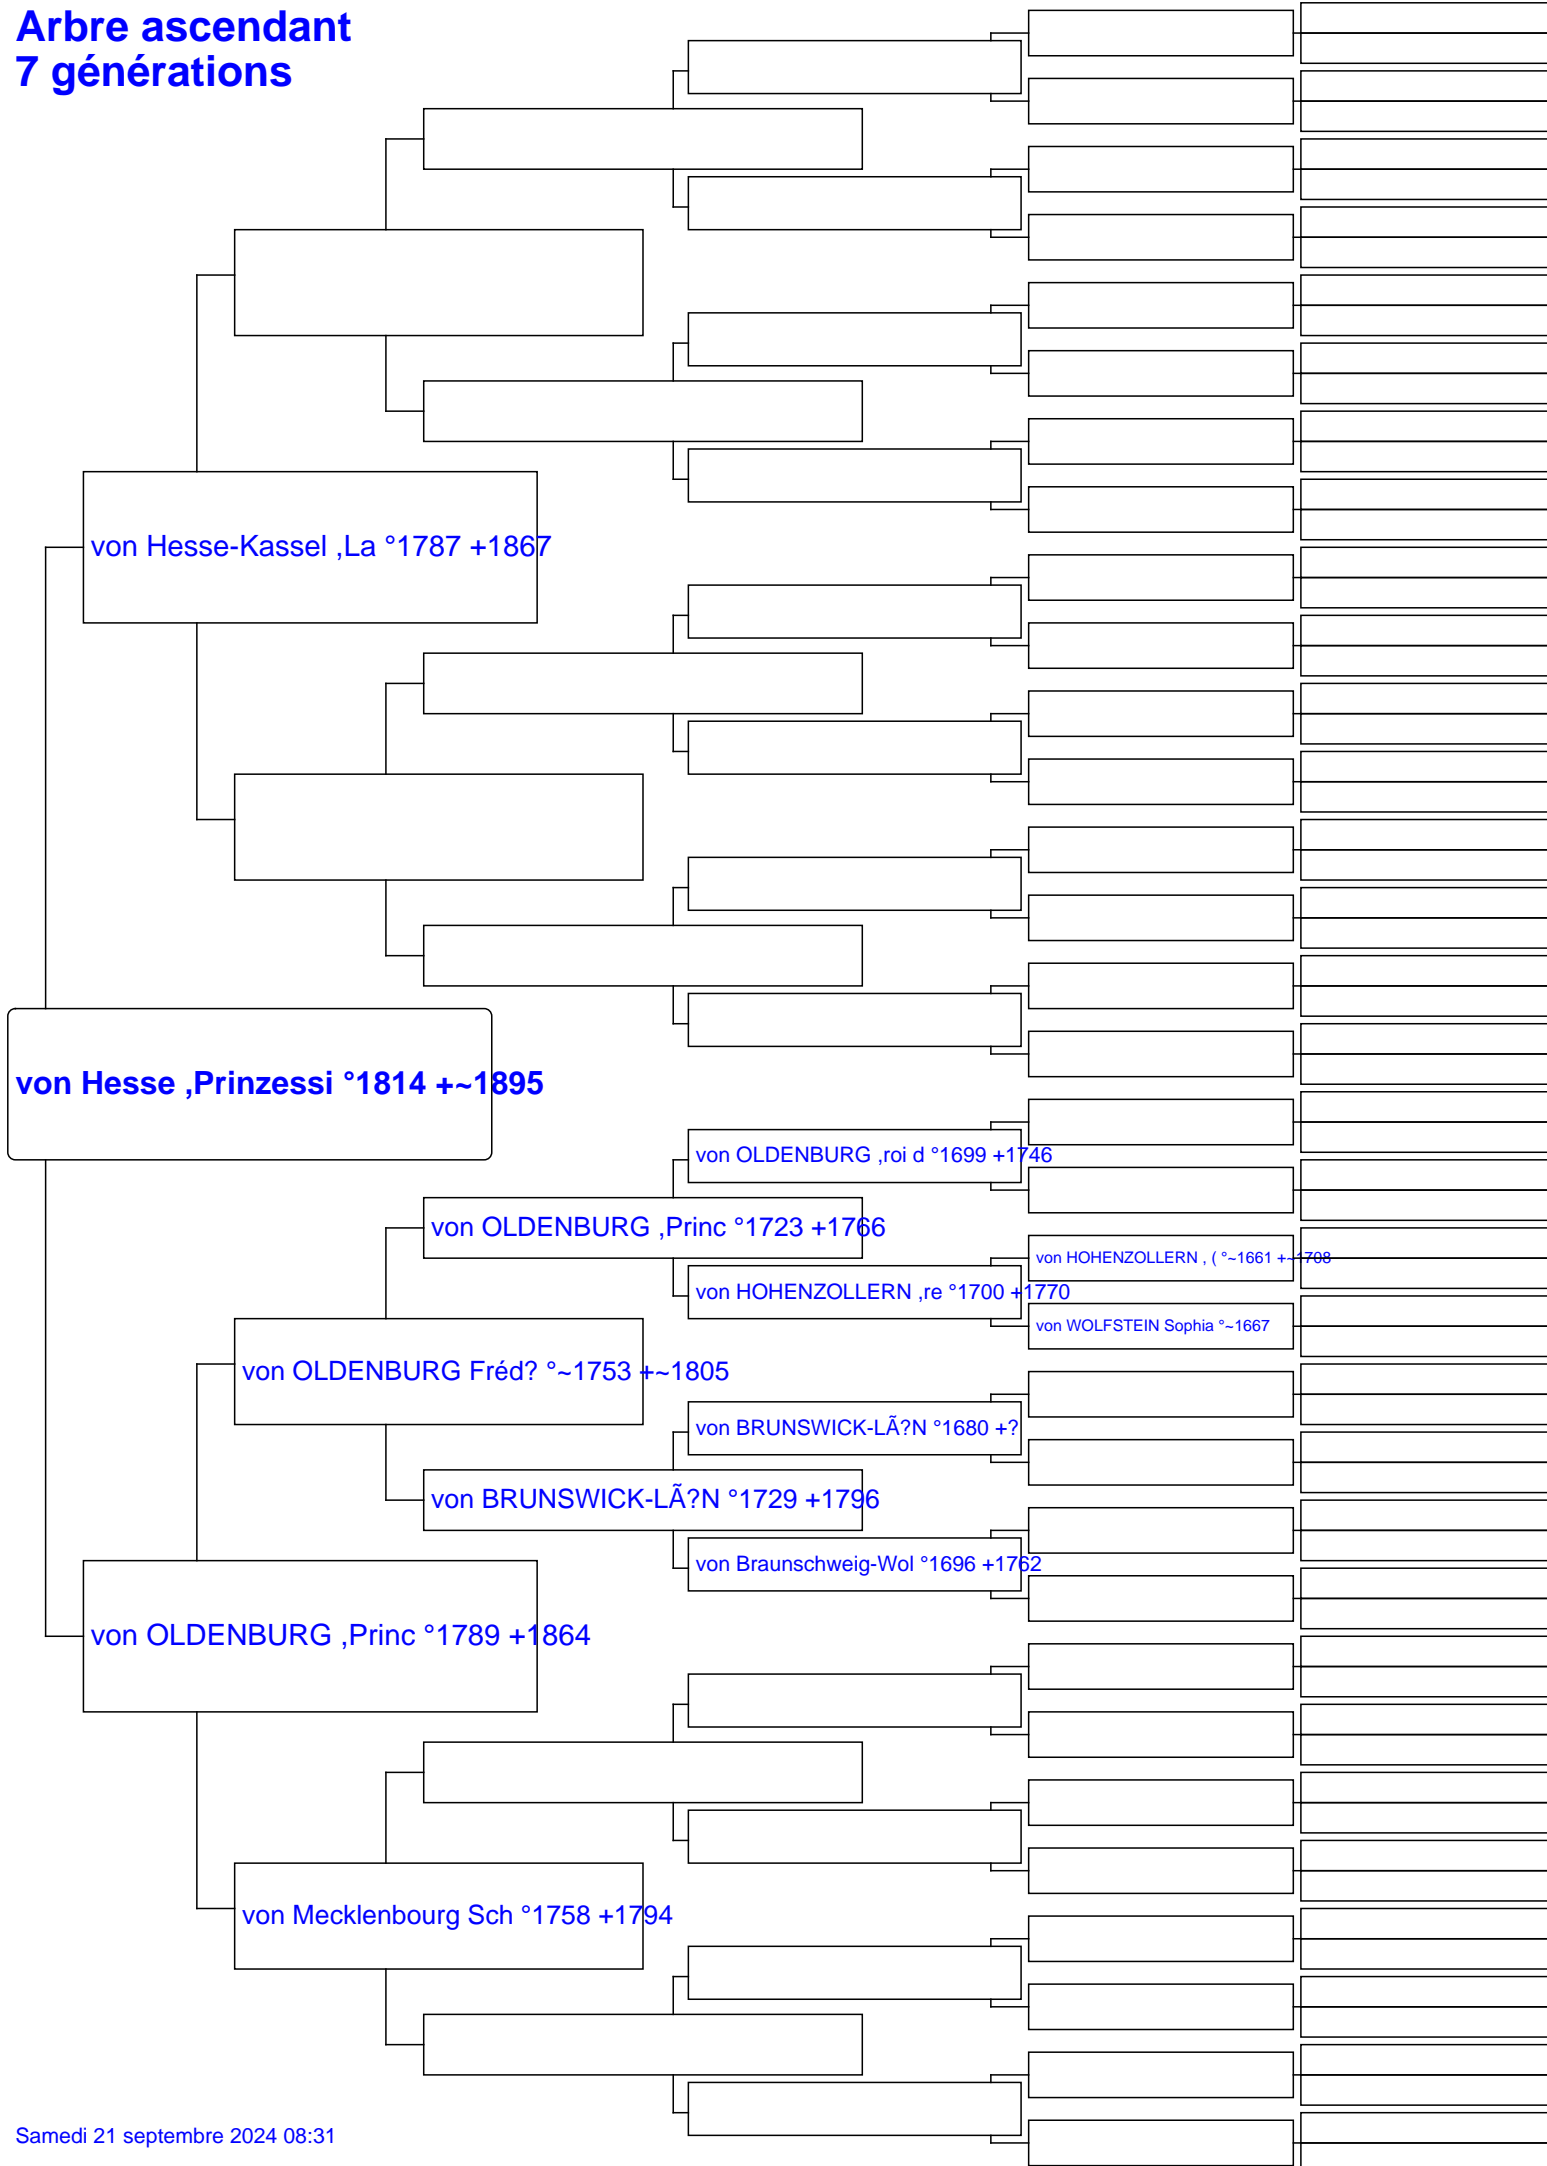 Arbre ascendant
7 générations
von Hesse-Kassel ,La °1787 +1867
von Hesse ,Prinzessi °1814 +~1895
von OLDENBURG ,roi d °1699 +1746
von OLDENBURG ,Princ °1723 +1766
von HOHENZOLLERN , ( °~1661 +~1708
von HOHENZOLLERN ,re °1700 +1770
von WOLFSTEIN Sophia °~1667
von OLDENBURG Fréd? °~1753 +~1805
von BRUNSWICK-LÃ?N °1680 +?
von BRUNSWICK-LÃ?N °1729 +1796
von Braunschweig-Wol °1696 +1762
von OLDENBURG ,Princ °1789 +1864
von Mecklenbourg Sch °1758 +1794
Samedi 21 septembre 2024 08:31